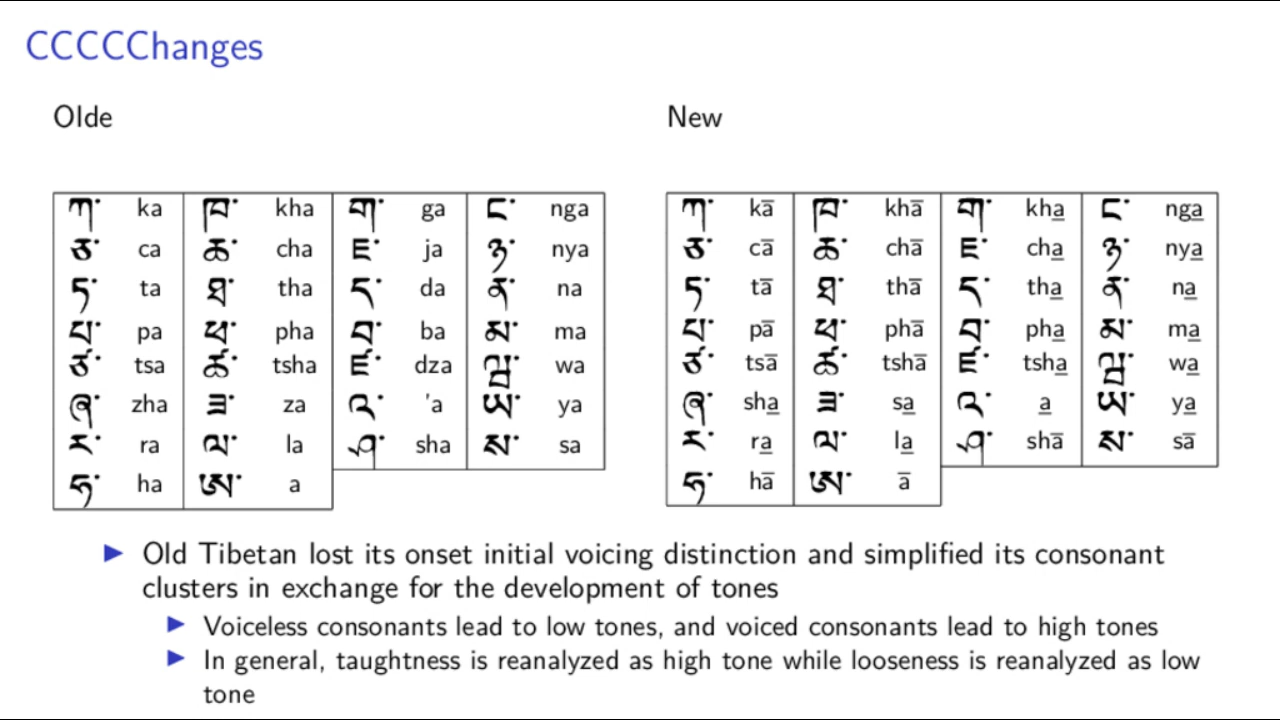 CCCCChanges
Olde New
ཀ་ ka ཁ་ kha ག་ ga ང་ nga ཀ་ kā ཁ་ khā ག་ kha̱ ང་ nga̱
ཅ་ ca ཆ་ cha ཇ་ ja ཉ་ nya ཅ་ cā ཆ་ chā ཇ་ cha̱ ཉ་ nya̱
ཏ་ ta ཐ་ tha ད་ da ན་ na ཏ་ tā ཐ་ thā ད་ tha̱ ན་ na̱
པ་ pa ཕ་ pha བ་ ba མ་ ma པ་ pā ཕ་ phā བ་ pha̱ མ་ ma̱
ཙ་ tsa ཚ་ tsha ཛ་ dza ཝ་ wa ཙ་ tsā ཚ་ tshā ཛ་ tsha̱ ཝ་ wa̱
ཞ་ zha ཟ་ za འ་ 'a ཡ་ ya ཞ་ sha̱ ཟ་ sa̱ འ་ a̱ ཡ་ ya̱
ར་ ra ལ་ la ཤ་ sha ས་ sa ར་ ra̱ ལ་ la̱ ཤ་ shā ས་ sā
ཧ་ ha ཨ་ a ཧ་ hā ཨ་ ā
Old Tibetan lost its onset initial voicing distinction and simplified its consonant
clusters in exchange for the development of tones
Voiceless consonants lead to low tones, and voiced consonants lead to high tones
In general, taughtness is reanalyzed as high tone while looseness is reanalyzed as low
tone